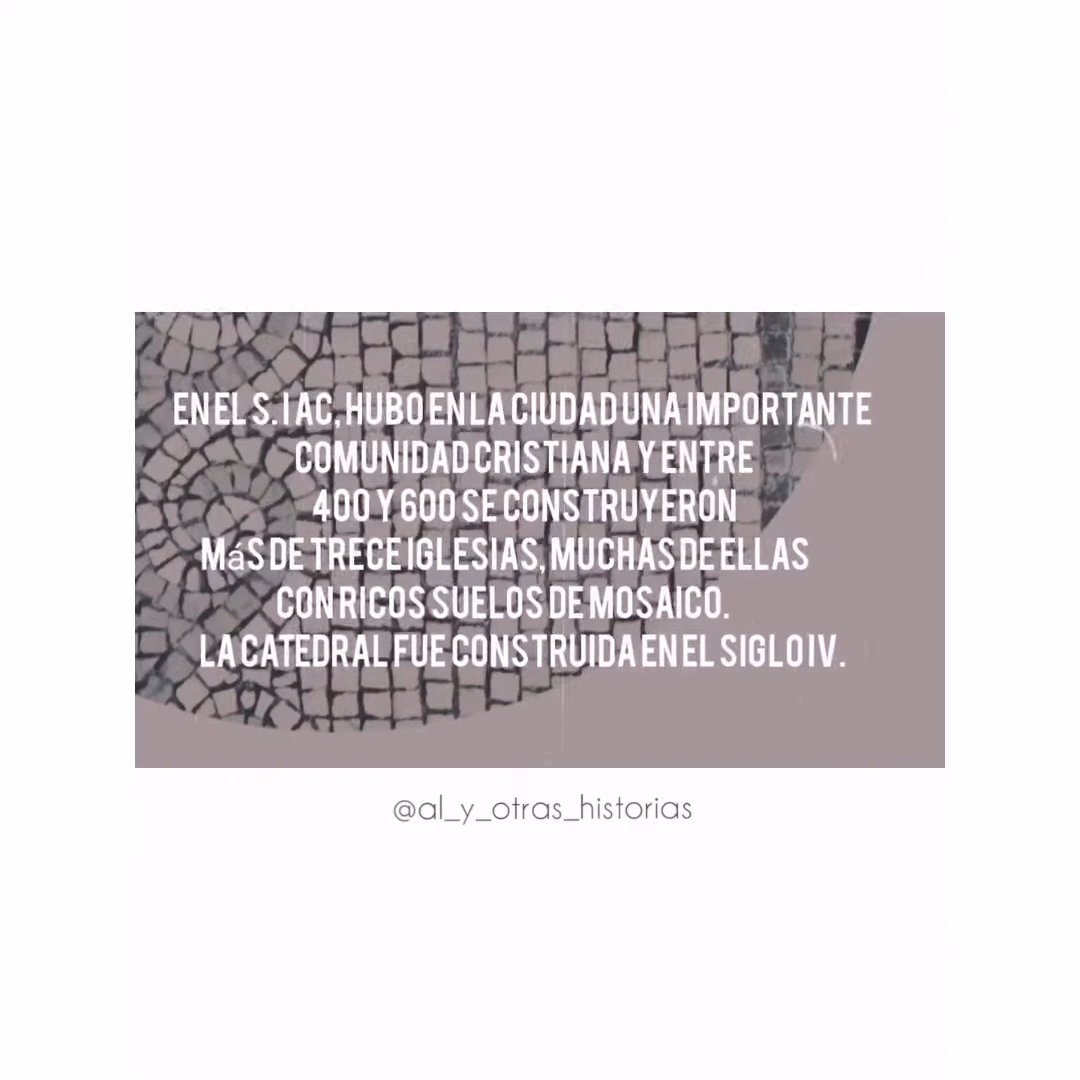 EN EL S. I AC, HUBO EN LA CIUDAD UNA IMPORTANTE
COMUNIDAD CRISTIANA Y ENTRE
400 Y 600 SE CONSTRUYERON
MáS DE TRECE IGLESIAS, MUCHAS DE ELLAS
CON RICOS SUELOS DE MOSAICO.
LA CATEDRAL FUE CONSTRUIDA EN EL SIGLO IV.
@al_y_otras_historias